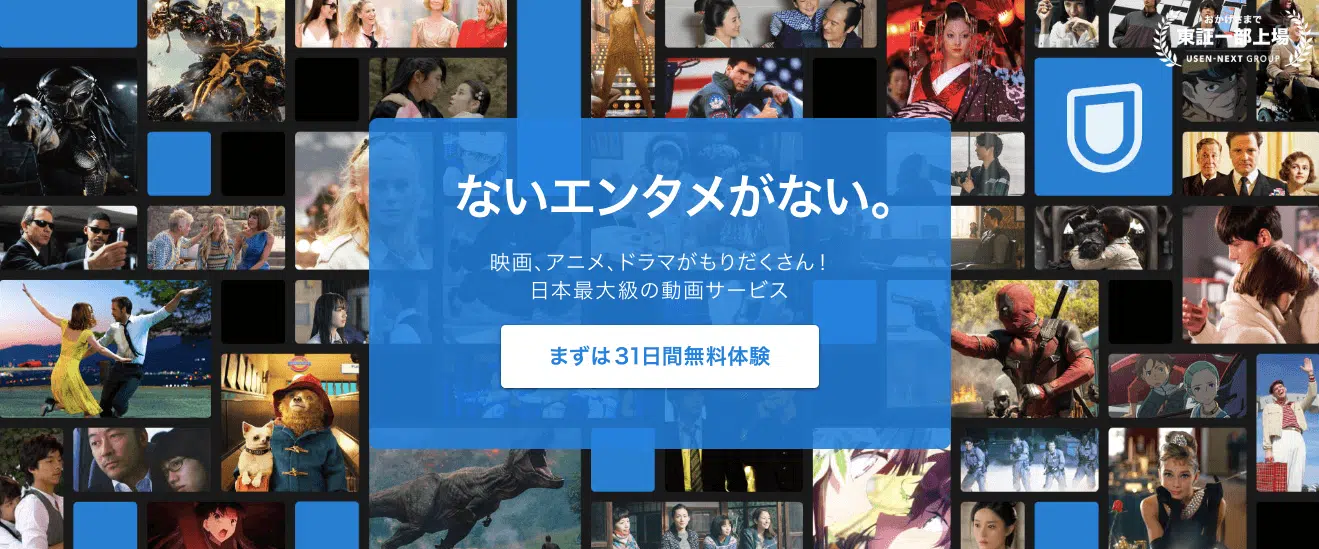 おかげさまで
東証一部上場
USEN-NEXT GROUP
ないエンタメがない。
映画、アニメ、ドラマがもりだくさん!
日本最大級の動画サービス
まずは31日間無料体験